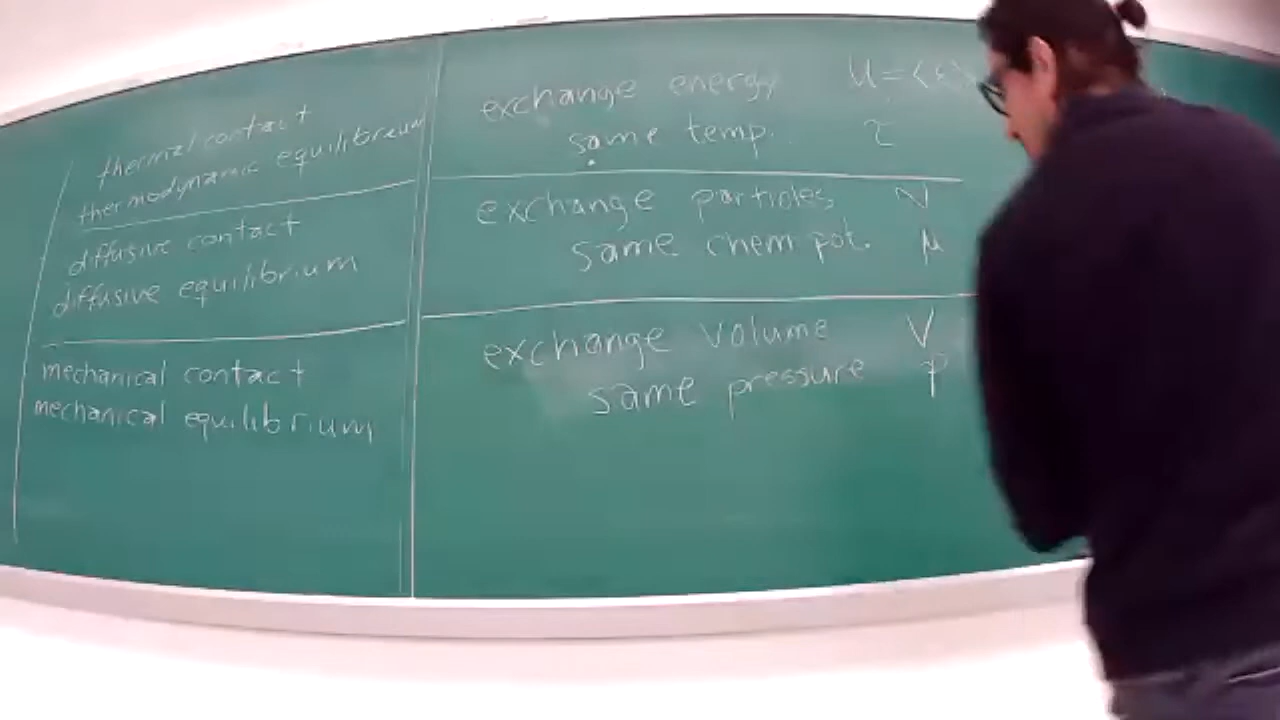 thermal contact
thermodynamic equilibrium
diffusive contact
diffusive equilibrium
mechanical contact
mechanical equilibrium
exchange energy U = ⟨ε⟩
same temp. τ
exchange particles N
same chem pot. μ
exchange volume V
same pressure p